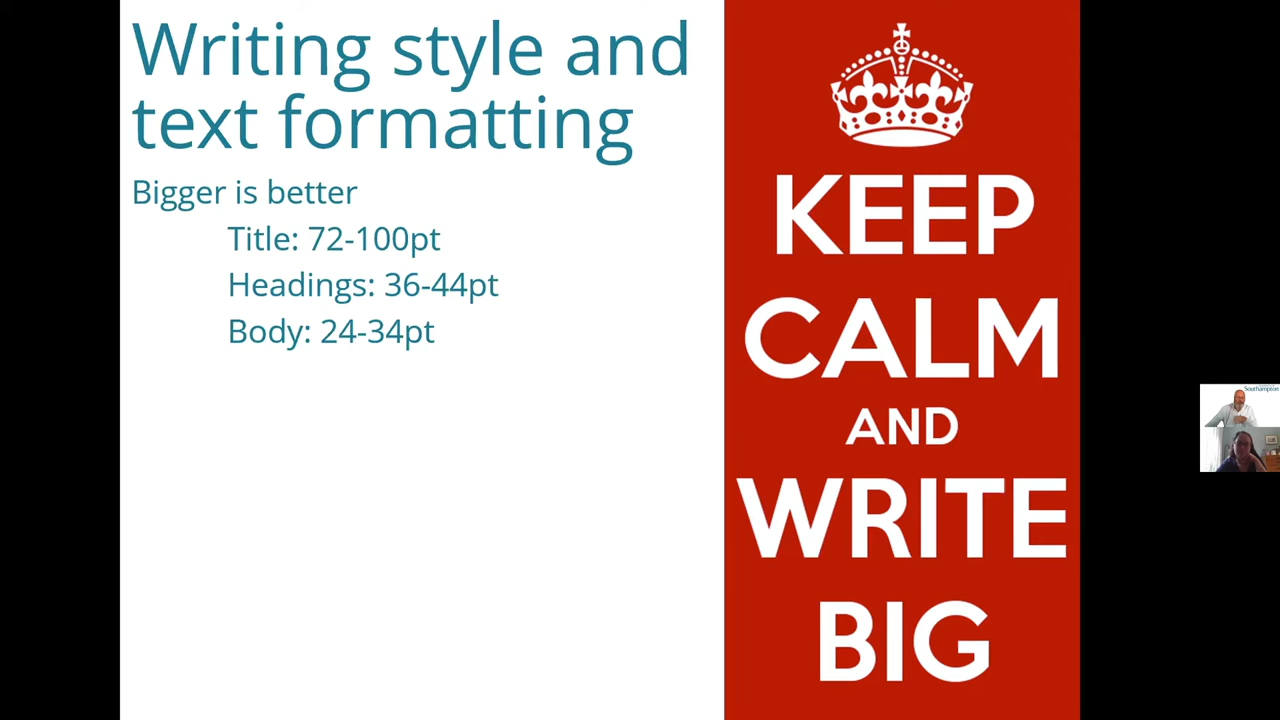 Writing style and
text formatting
Bigger is better
Title: 72-100pt
Headings: 36-44pt
Body: 24-34pt
KEEP
CALM
AND
WRITE
BIG
Southampton